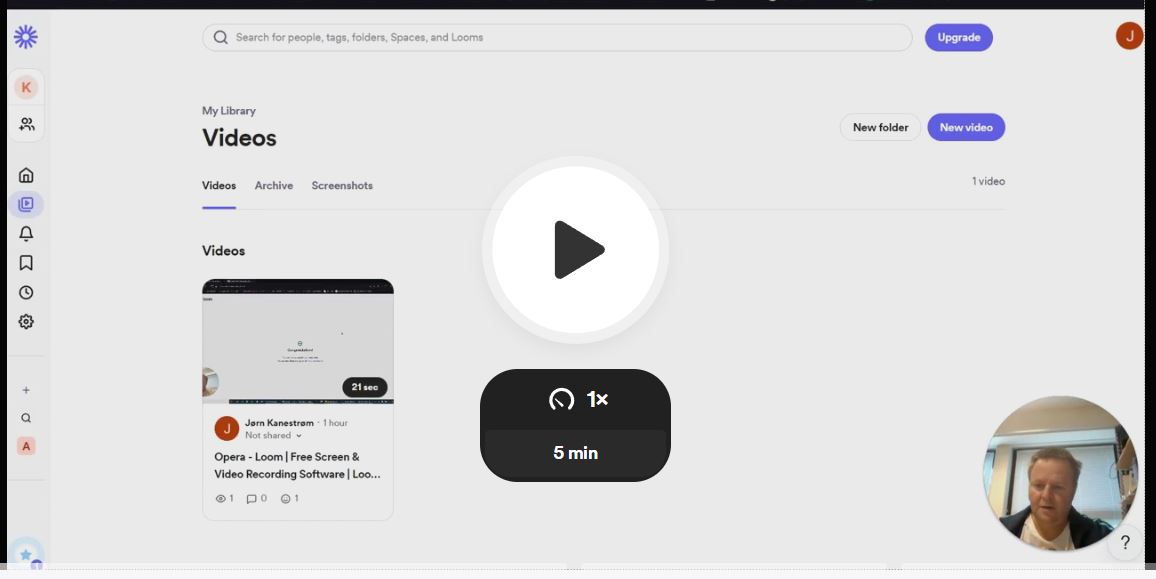 Search for people, tags, folders, Spaces, and Looms
Upgrade
J
K
My Library
Videos
New folder
New video
Videos
Archive
Screenshots
1 video
Videos
21 sec
J
Jørn Kanestrøm · 1 hour
Not shared
Opera - Loom | Free Screen &
Video Recording Software | Loo...
1
0
1
1×
5 min
A
?